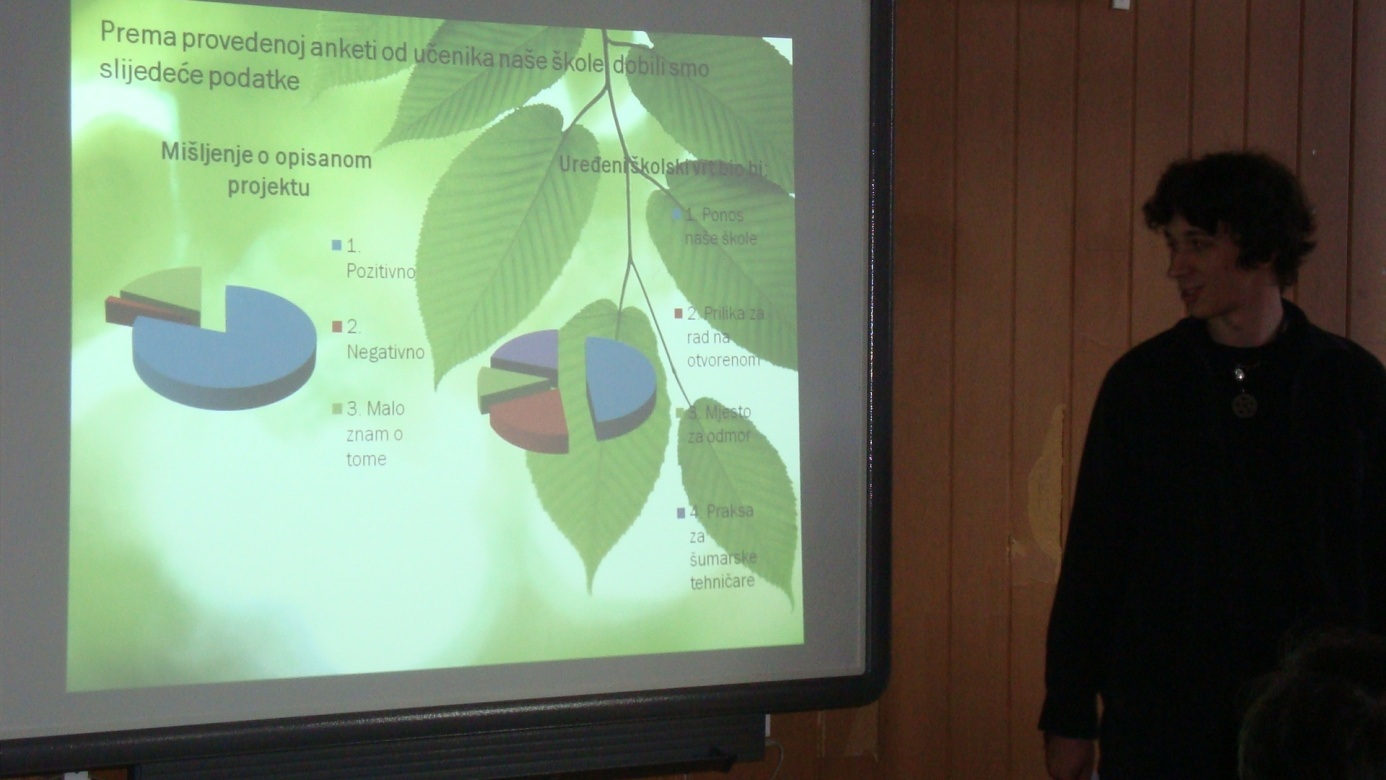 Prema provedenoj anketi od učenika naše škole, dobili smo
slijedeće podatke
Mišljenje o opisanom
projektu
1.
Pozitivno
2.
Negativno
3. Malo
znam o
tome
Uređeni školski vrt bio bi:
1. Ponos
naše škole
2. Prilika za
rad na
otvorenom
3. Mjesto
za odmor
4. Praksa
za
šumarske
tehničare